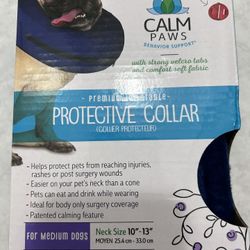 CALM
PAWS
BEHAVIOR SUPPORT
with strong velcro tabs
and comfort soft fabric
PROTECTIVE COLLAR
(COLLIER PROTECTEUR)
• Helps protect pets from reaching injuries,
rashes or post surgery wounds
• Easier on your pet's neck than a cone
• Pets can eat and drink while wearing
• Ideal for body only surgery coverage
• Patented calming feature
FOR MEDIUM DOGS
Neck Size 10"-13"
MOYEN 25.4 cm - 33.0 cm